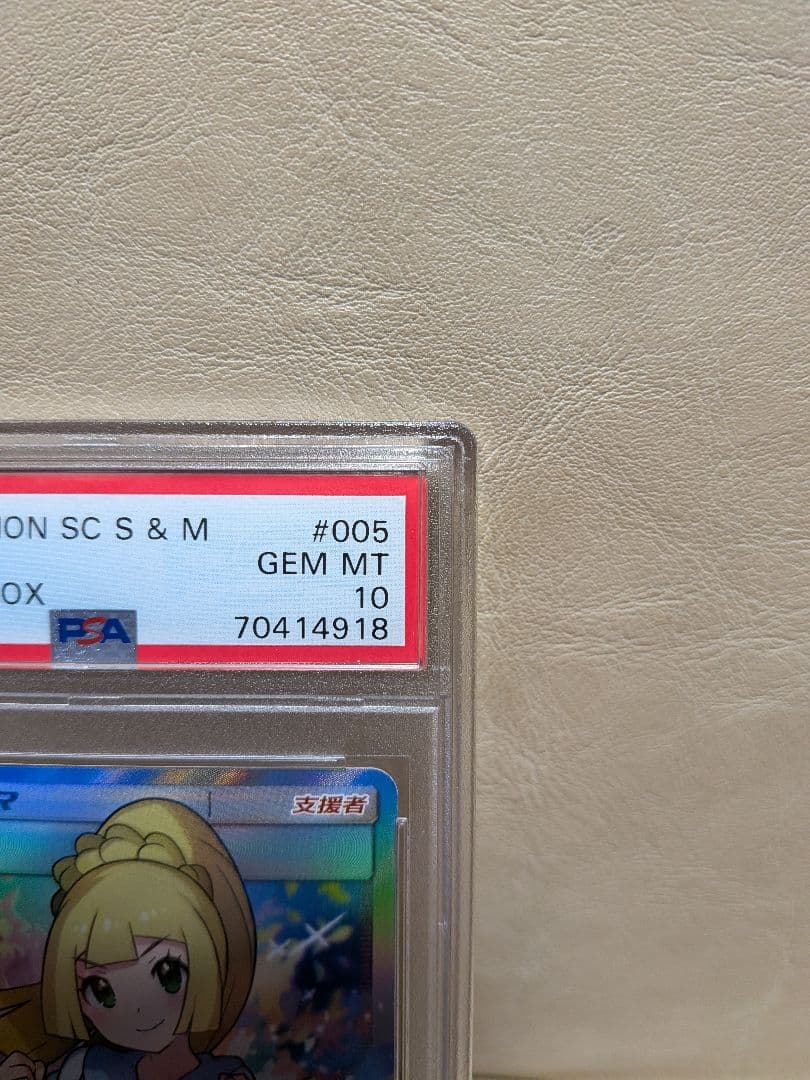 ION SC S & M #005
GEM MT
OX 10
PSA 70414918
マ 支援者